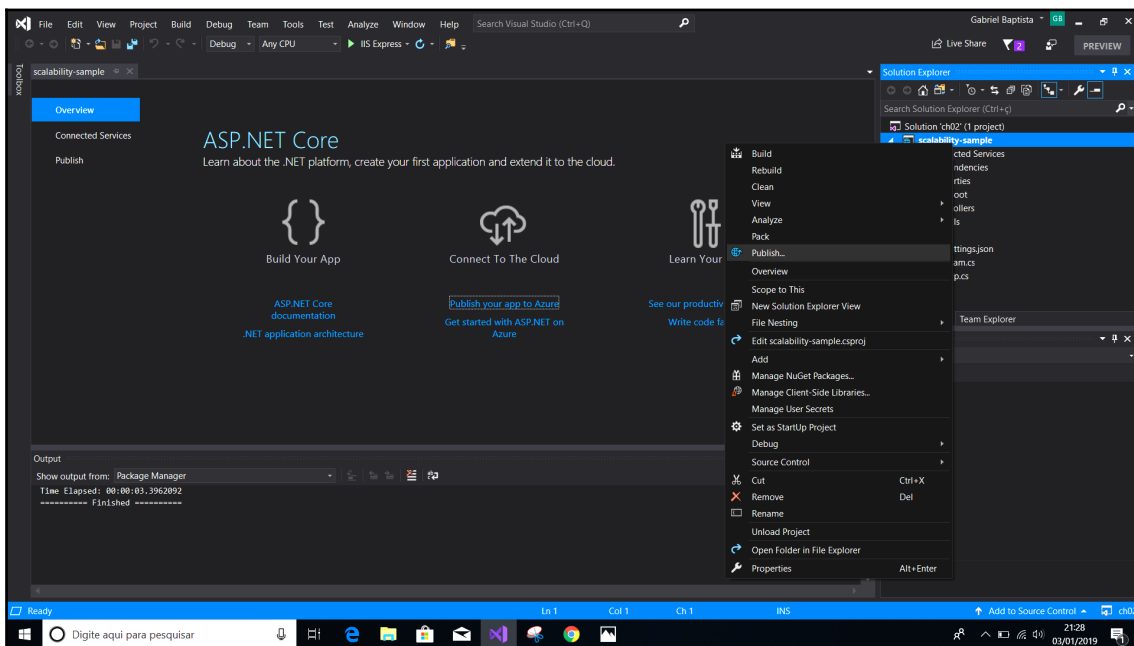 File Edit View Project Build Debug Team Tools Test Analyze Window Help Search Visual Studio (Ctrl+Q) Gabriel Baptista GB
Debug Any CPU IIS Express Live Share 2 PREVIEW
Toolbox
scalability-sample
Overview
Connected Services
Publish
ASP.NET Core
Learn about the .NET platform, create your first application and extend it to the cloud.
Build Your App
ASP.NET Core
documentation
.NET application architecture
Connect To The Cloud
Publish your app to Azure
Get started with ASP.NET on
Azure
Learn Your
See our productiv
Write code fa
Output
Show output from: Package Manager
Time Elapsed: 00:00:03.3962092
========== Finished ==========
Build
Rebuild
Clean
View
Analyze
Pack
Publish...
Overview
Scope to This
New Solution Explorer View
File Nesting
Edit scalability-sample.csproj
Add
Manage NuGet Packages...
Manage Client-Side Libraries...
Manage User Secrets
Set as StartUp Project
Debug
Source Control
Cut Ctrl+X
Remove Del
Rename
Unload Project
Open Folder in File Explorer
Properties Alt+Enter
Solution Explorer
Search Solution Explorer (Ctrl+ç)
Solution 'ch02' (1 project)
scalability-sample
cted Services
ndencies
rties
oot
ollers
ls
ttings.json
am.cs
p.cs
Team Explorer
Ready Ln 1 Col 1 Ch 1 INS Add to Source Control ch02
Digite aqui para pesquisar 21:28
03/01/2019 1